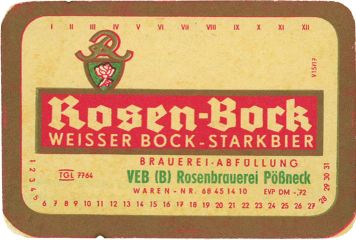 I II III IV V VI VII VIII IX X XI XII
V15/17
Rosen-Bock
WEISSER BOCK-STARKBIER
BRAUEREI-ABFÜLLUNG
TGL 7764
VEB (B) Rosenbrauerei Pößneck
WAREN-NR. 68 45 14 10 EVP DM -,72
1 2 3 4 5 6 7 8 9 10 11 12 13 14 15 16 17 18 19 20 21 22 23 24 25 26 27 28 29 30 31